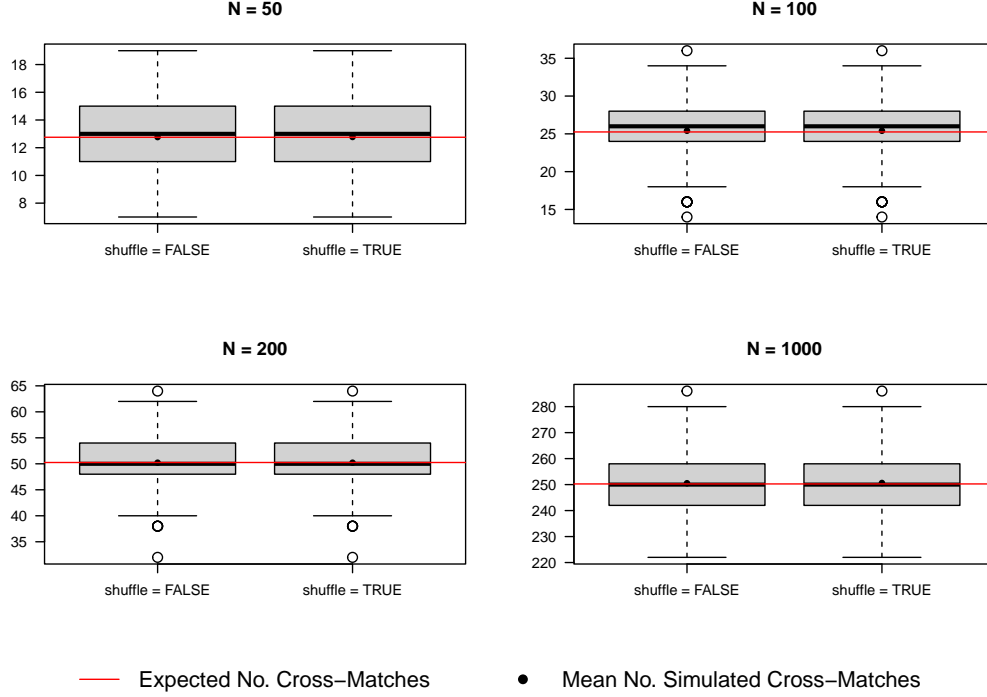 N = 50
18
16
14
12
10
8
shuffle = FALSE
shuffle = TRUE
N = 100
35
30
25
20
15
shuffle = FALSE
shuffle = TRUE
N = 200
65
60
55
50
45
40
35
shuffle = FALSE
shuffle = TRUE
N = 1000
280
270
260
250
240
230
220
shuffle = FALSE
shuffle = TRUE
Expected No. Cross−Matches
Mean No. Simulated Cross−Matches